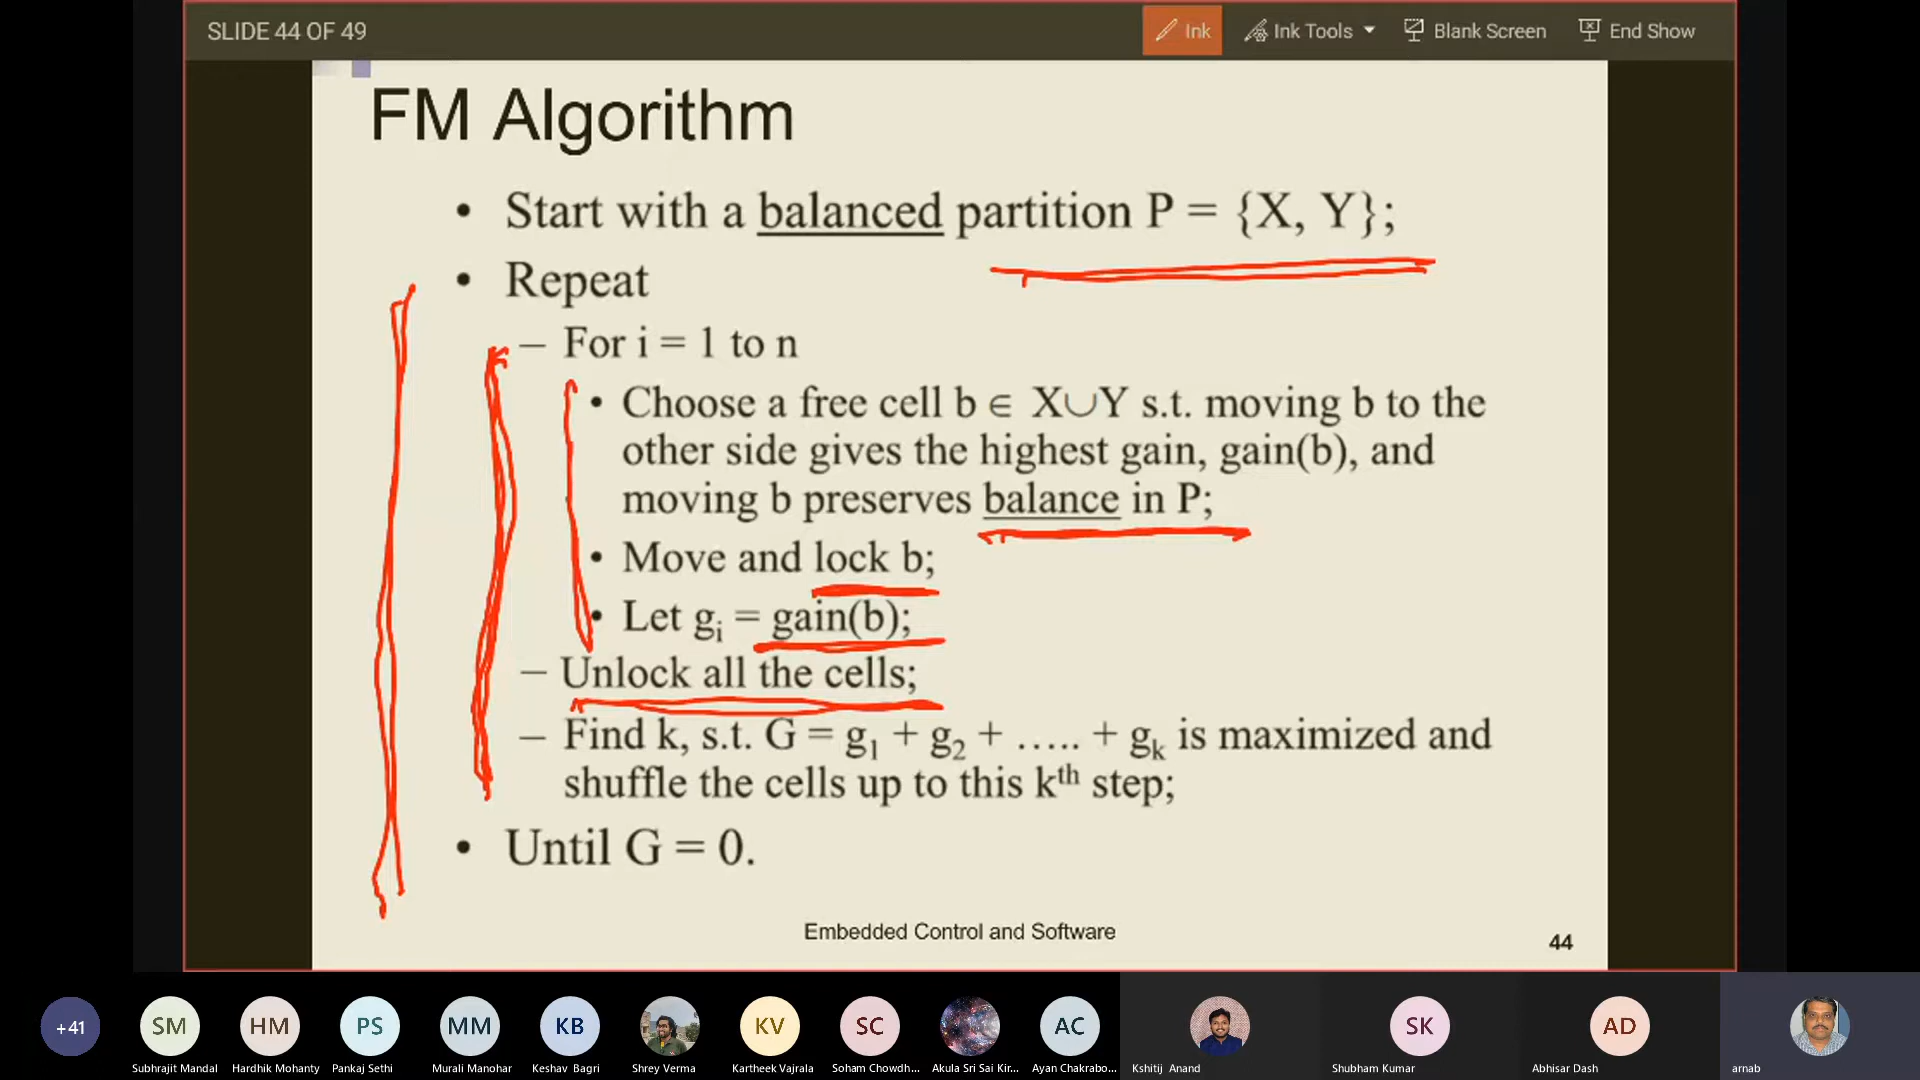 SLIDE 44 OF 49
Ink
Ink Tools
Blank Screen
End Show
FM Algorithm
• Start with a balanced partition P = {X, Y};
• Repeat
– For i = 1 to n
• Choose a free cell b ∈ X∪Y s.t. moving b to the
other side gives the highest gain, gain(b), and
moving b preserves balance in P;
• Move and lock b;
• Let gᵢ = gain(b);
– Unlock all the cells;
– Find k, s.t. G = g₁ + g₂ + ….. + gₖ is maximized and
shuffle the cells up to this kᵗʰ step;
• Until G = 0.
Embedded Control and Software
44
+41
SM
HM
PS
MM
KB
KV
SC
AC
SK
AD
Subhrajit Mandal
Hardhik Mohanty
Pankaj Sethi
Murali Manohar
Keshav Bagri
Shrey Verma
Kartheek Vajrala
Soham Chowdh...
Akula Sri Sai Kir...
Ayan Chakrabo...
Kshitij Anand
Shubham Kumar
Abhisar Dash
arnab